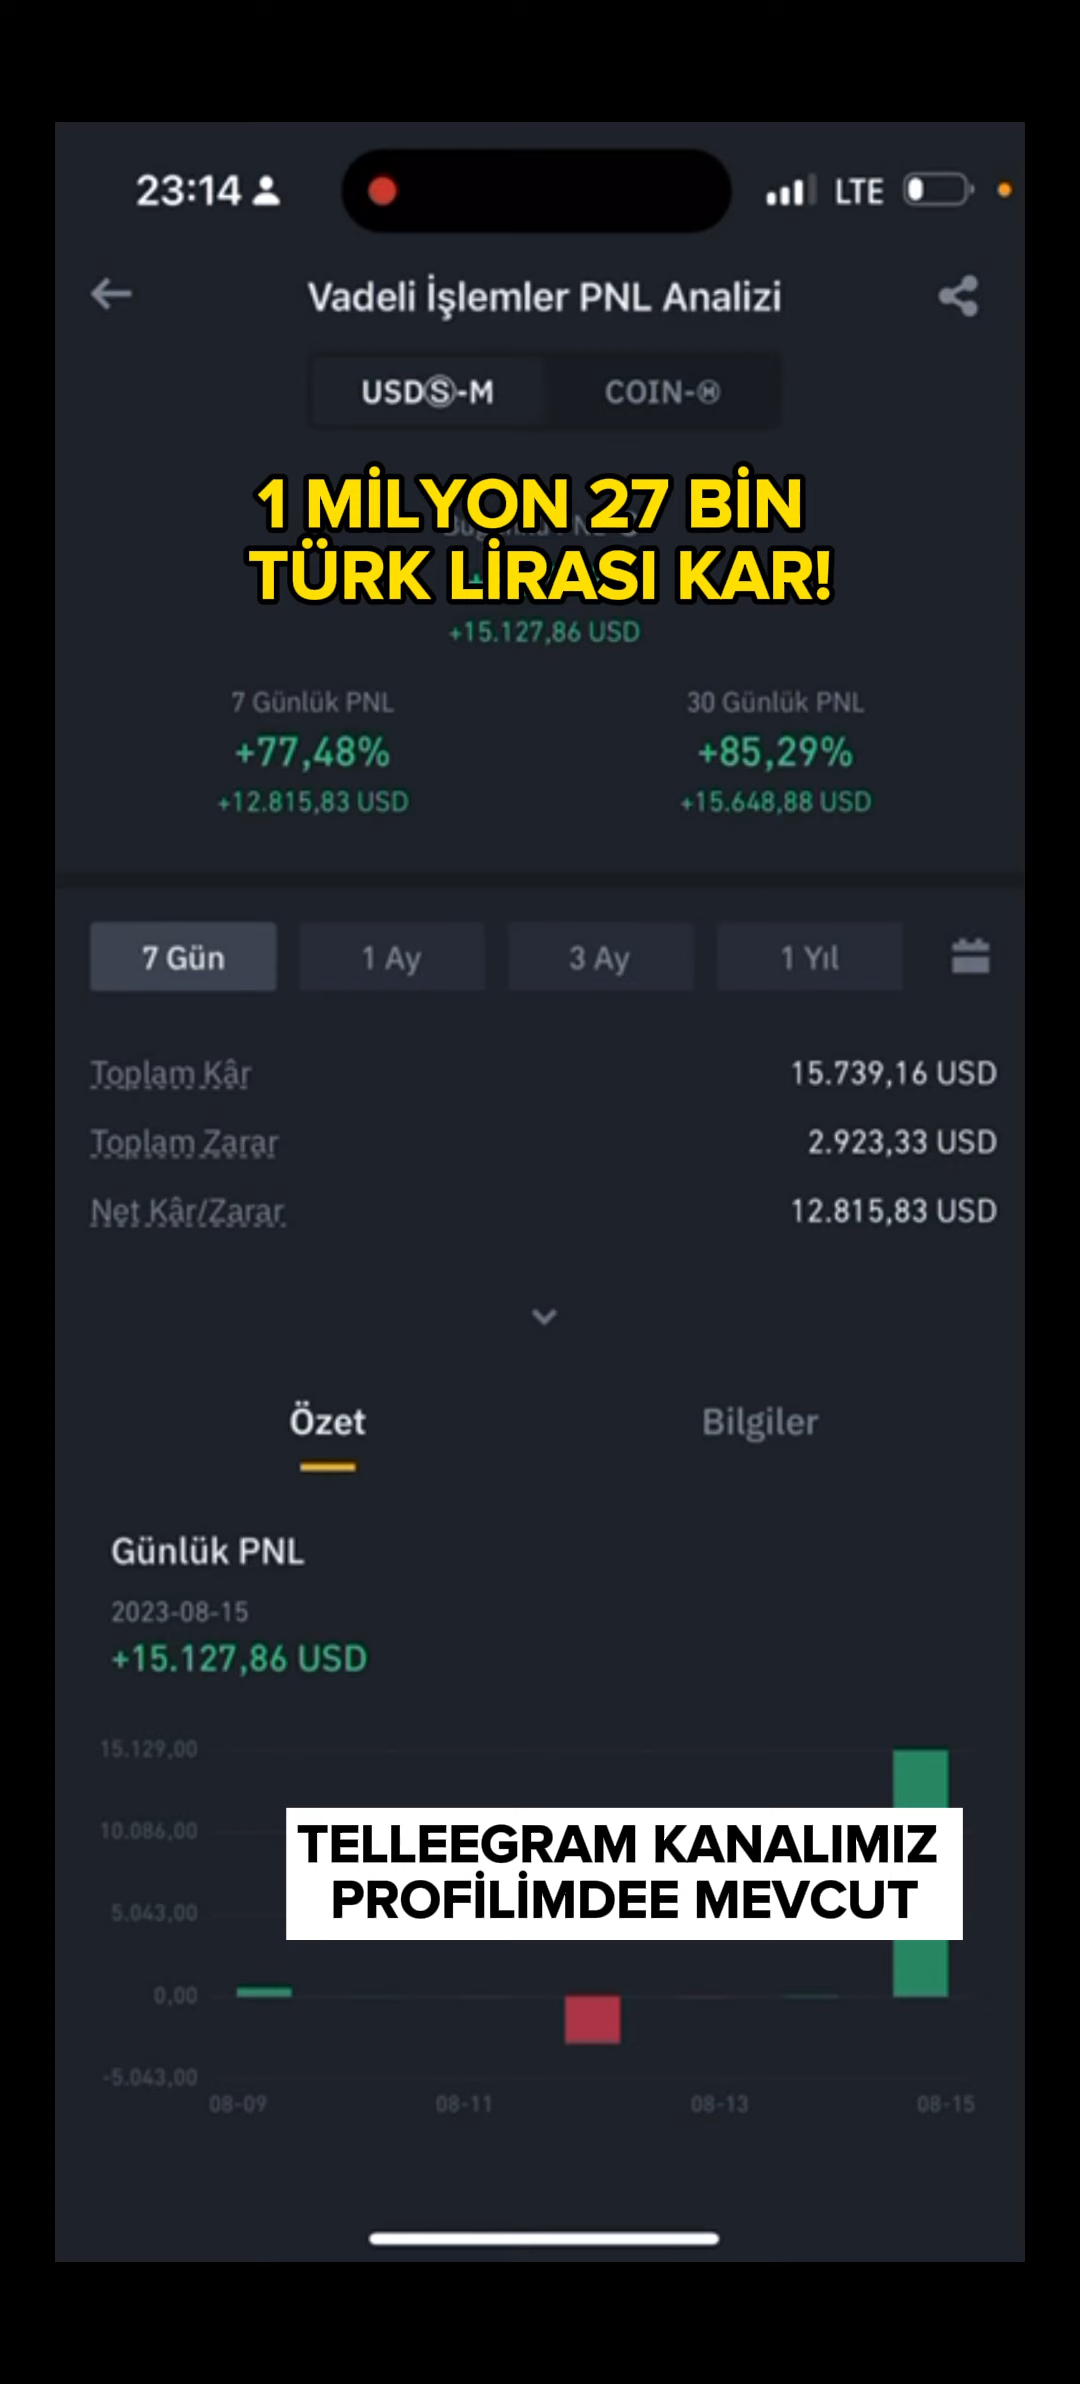 23:14
LTE
Vadeli İşlemler PNL Analizi
USDⓈ-M COIN-Ⓜ
1 MİLYON 27 BİN
TÜRK LİRASI KAR!
+15.127,86 USD
7 Günlük PNL 30 Günlük PNL
+77,48% +85,29%
+12.815,83 USD +15.648,88 USD
7 Gün 1 Ay 3 Ay 1 Yıl
Toplam Kâr 15.739,16 USD
Toplam Zarar 2.923,33 USD
Net Kâr/Zarar 12.815,83 USD
Özet Bilgiler
Günlük PNL
2023-08-15
+15.127,86 USD
15.129,00
10.086,00
TELLEEGRAM KANALIMIZ
PROFİLİMDEE MEVCUT
5.043,00
0,00
-5.043,00
08-09 08-11 08-13 08-15